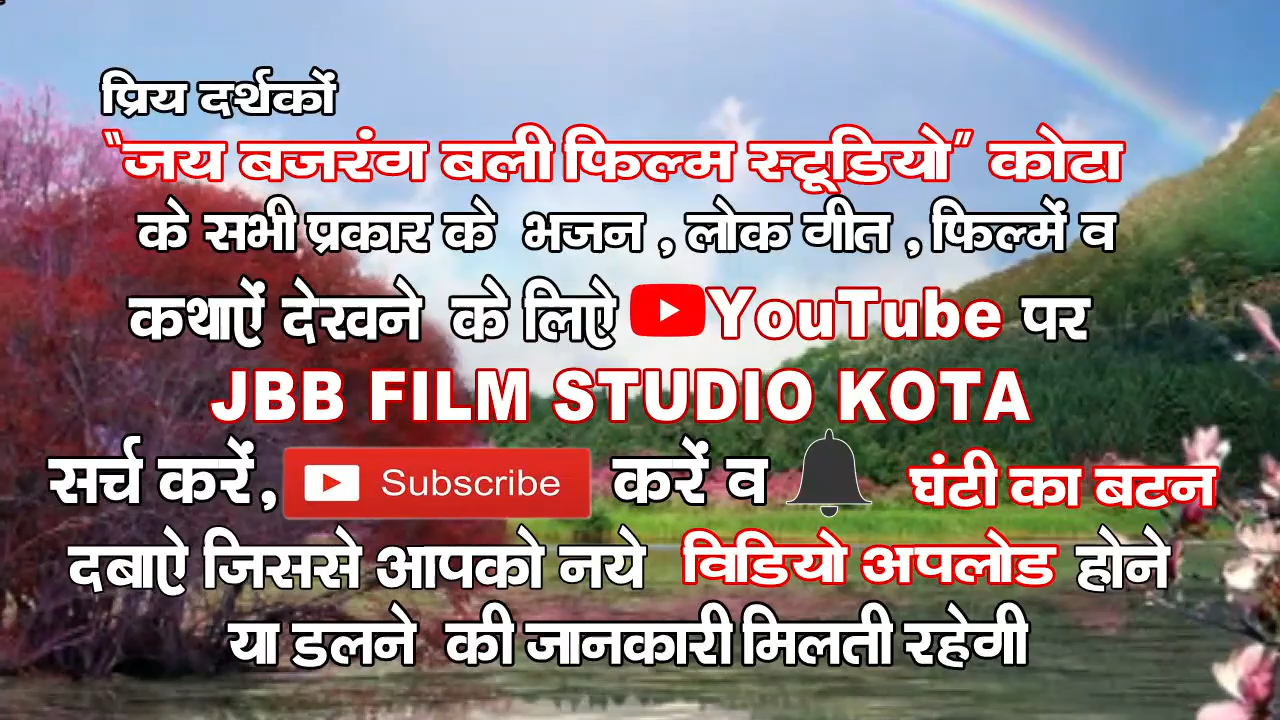 प्रिय दर्शकों
“जय बजरंग बली फिल्म स्टूडियो” कोटा
के सभी प्रकार के भजन , लोक गीत , फिल्में व
कथाऐं देखने के लिऐ YouTube पर
JBB FILM STUDIO KOTA
सर्च करें, Subscribe करें व घंटी का बटन
दबाऐ जिससे आपको नये विडियो अपलोड होने
या डलने की जानकारी मिलती रहेगी